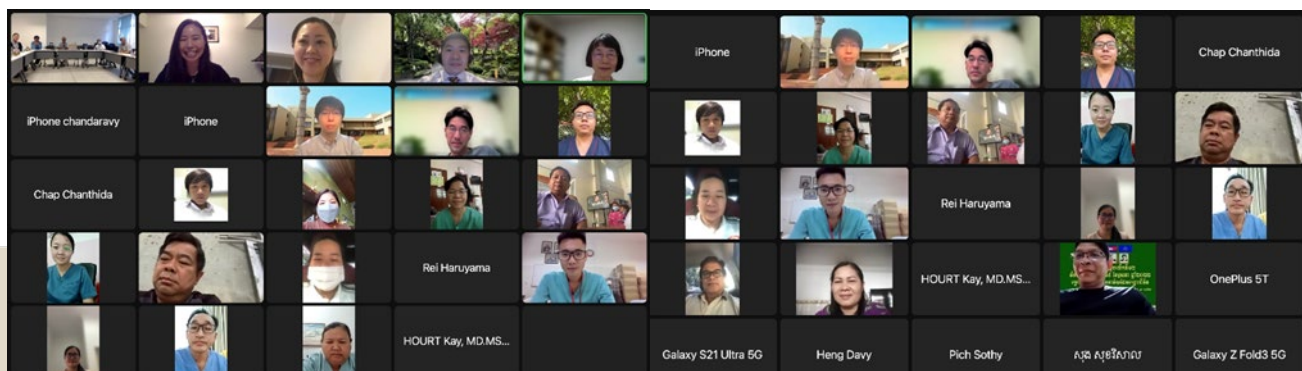 iPhone
Chap Chanthida
iPhone chandaravy
iPhone
Chap Chanthida
Rei Haruyama
Rei Haruyama
HOURT Kay, MD.MS...
OnePlus 5T
HOURT Kay, MD.MS...
Galaxy S21 Ultra 5G
Heng Davy
Pich Sothy
សុង សុខវិសាល
Galaxy Z Fold3 5G